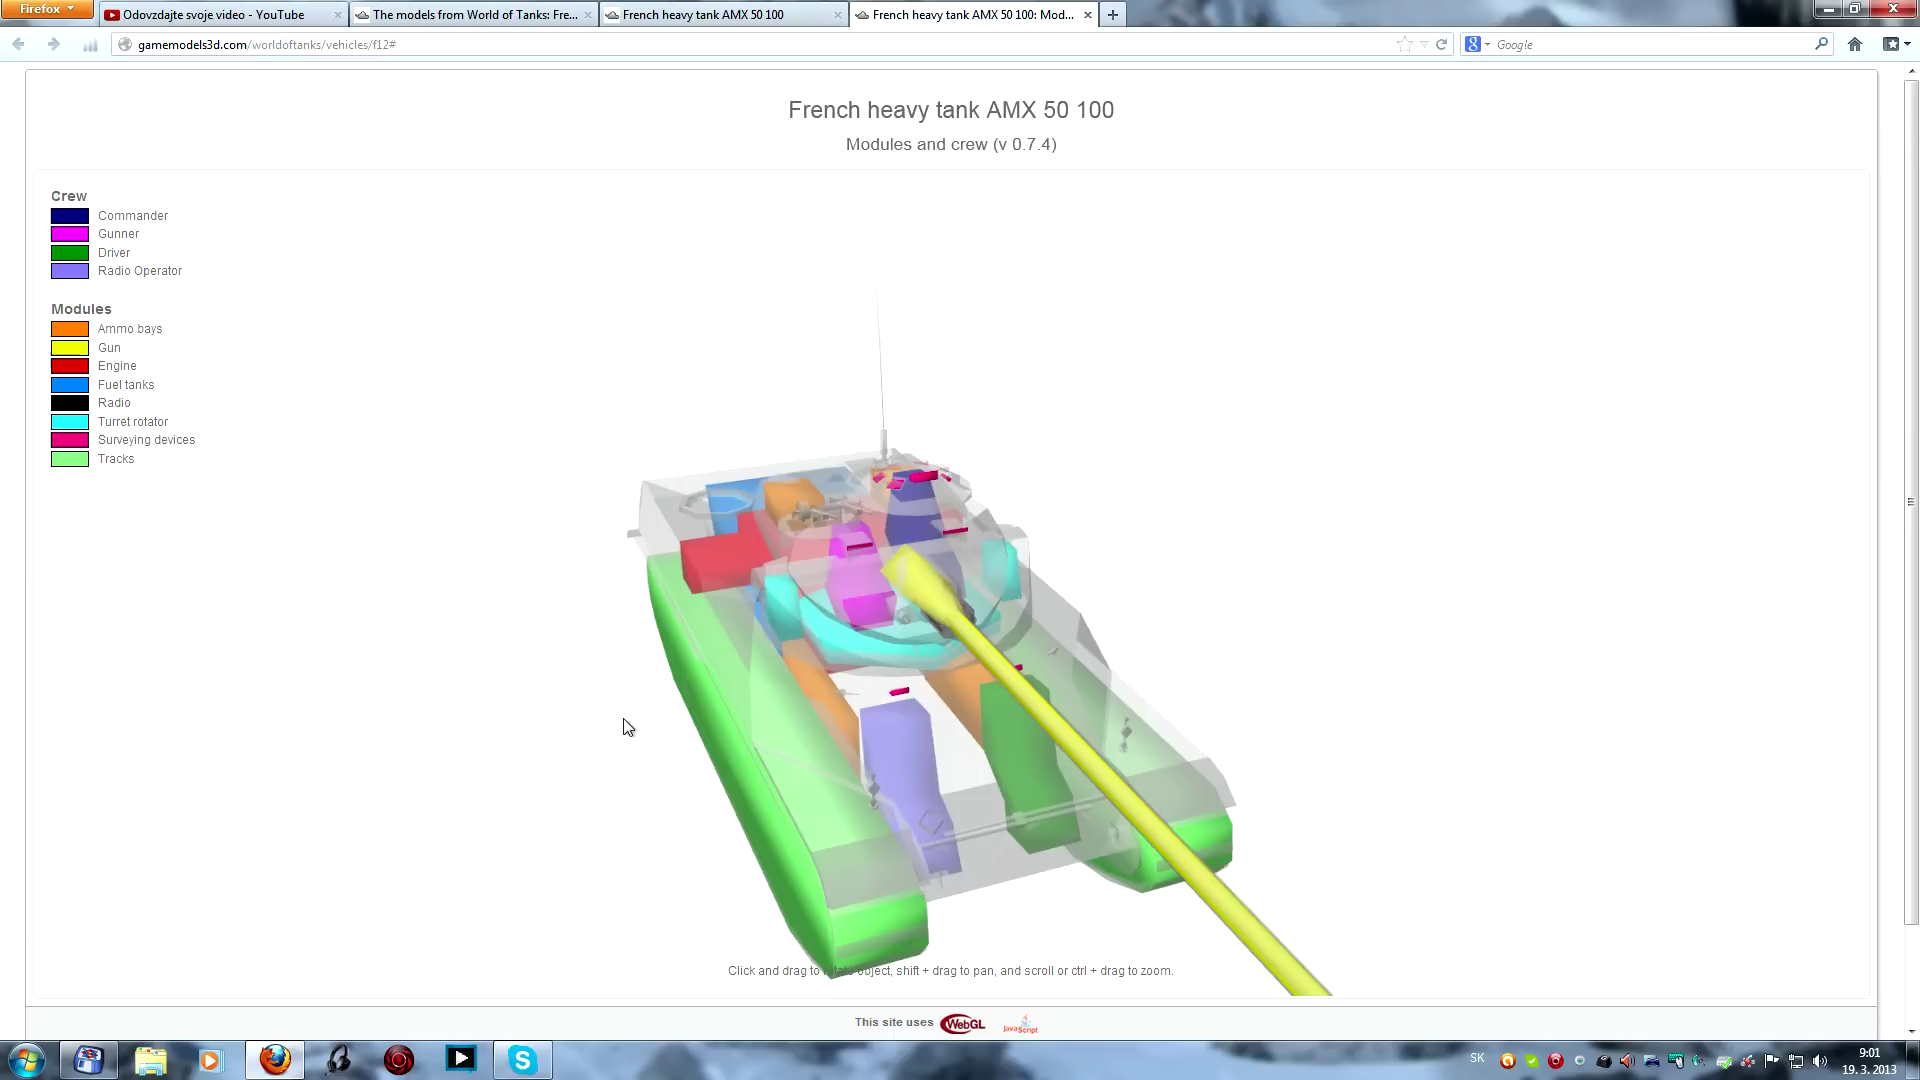 Firefox
Odovzdajte svoje video - YouTube
The models from World of Tanks: Fre...
French heavy tank AMX 50 100
French heavy tank AMX 50 100: Mod...
gamemodels3d.com/worldoftanks/vehicles/f12#
Google
French heavy tank AMX 50 100
Modules and crew (v 0.7.4)
Crew
Commander
Gunner
Driver
Radio Operator
Modules
Ammo bays
Gun
Engine
Fuel tanks
Radio
Turret rotator
Surveying devices
Tracks
Click and drag to rotate object, shift + drag to pan, and scroll or ctrl + drag to zoom.
This site uses WebGL JavaScript
SK
9:01
19. 3. 2013